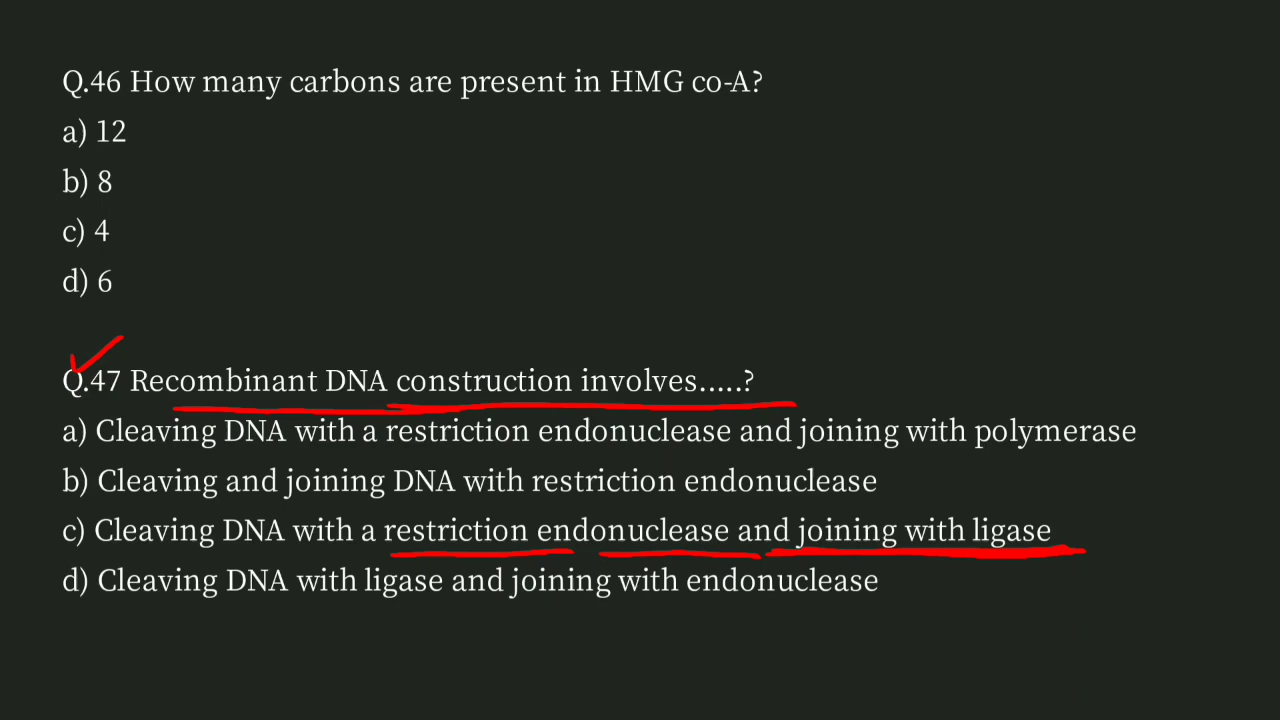 Q.46 How many carbons are present in HMG co-A?
a) 12
b) 8
c) 4
d) 6
Q.47 Recombinant DNA construction involves.....?
a) Cleaving DNA with a restriction endonuclease and joining with polymerase
b) Cleaving and joining DNA with restriction endonuclease
c) Cleaving DNA with a restriction endonuclease and joining with ligase
d) Cleaving DNA with ligase and joining with endonuclease